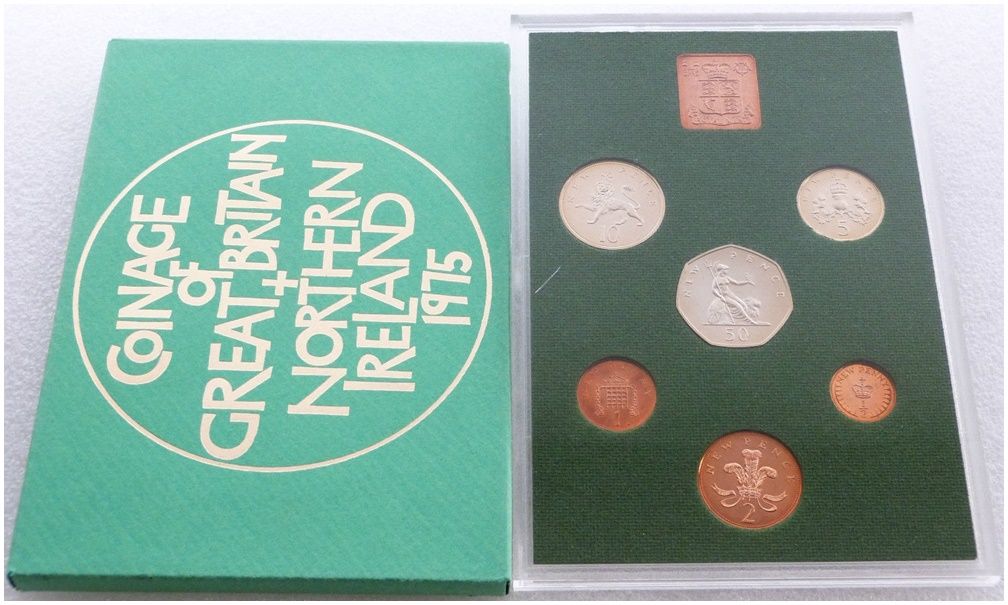 COINAGE
OF
GREAT BRITAIN
+
NORTHERN
IRELAND
1975
NEW PENCE
10
PENCE
5
NEW PENCE
50
1
NEW PENNY
½
NEW PENCE
2